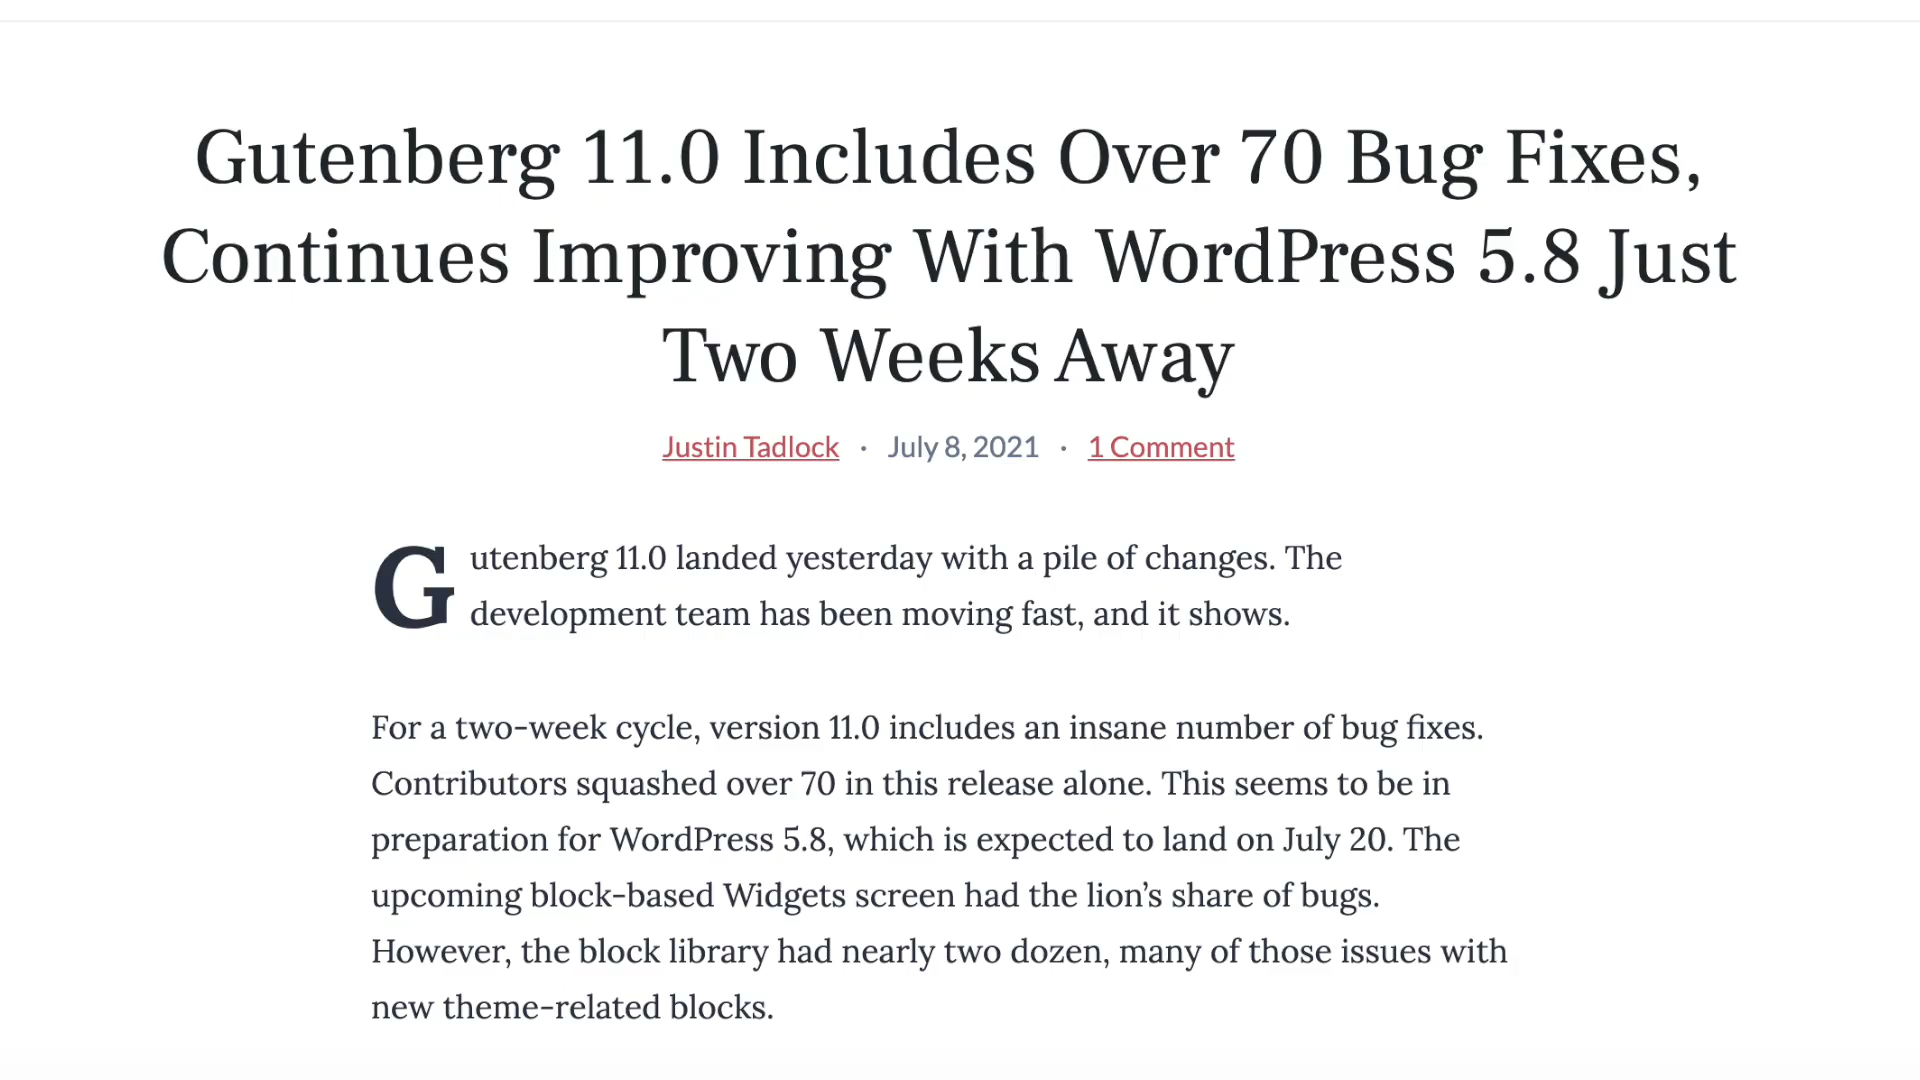 Gutenberg 11.0 Includes Over 70 Bug Fixes,
Continues Improving With WordPress 5.8 Just
Two Weeks Away
Justin Tadlock · July 8, 2021 · 1 Comment
Gutenberg 11.0 landed yesterday with a pile of changes. The
development team has been moving fast, and it shows.
For a two-week cycle, version 11.0 includes an insane number of bug fixes.
Contributors squashed over 70 in this release alone. This seems to be in
preparation for WordPress 5.8, which is expected to land on July 20. The
upcoming block-based Widgets screen had the lion’s share of bugs.
However, the block library had nearly two dozen, many of those issues with
new theme-related blocks.